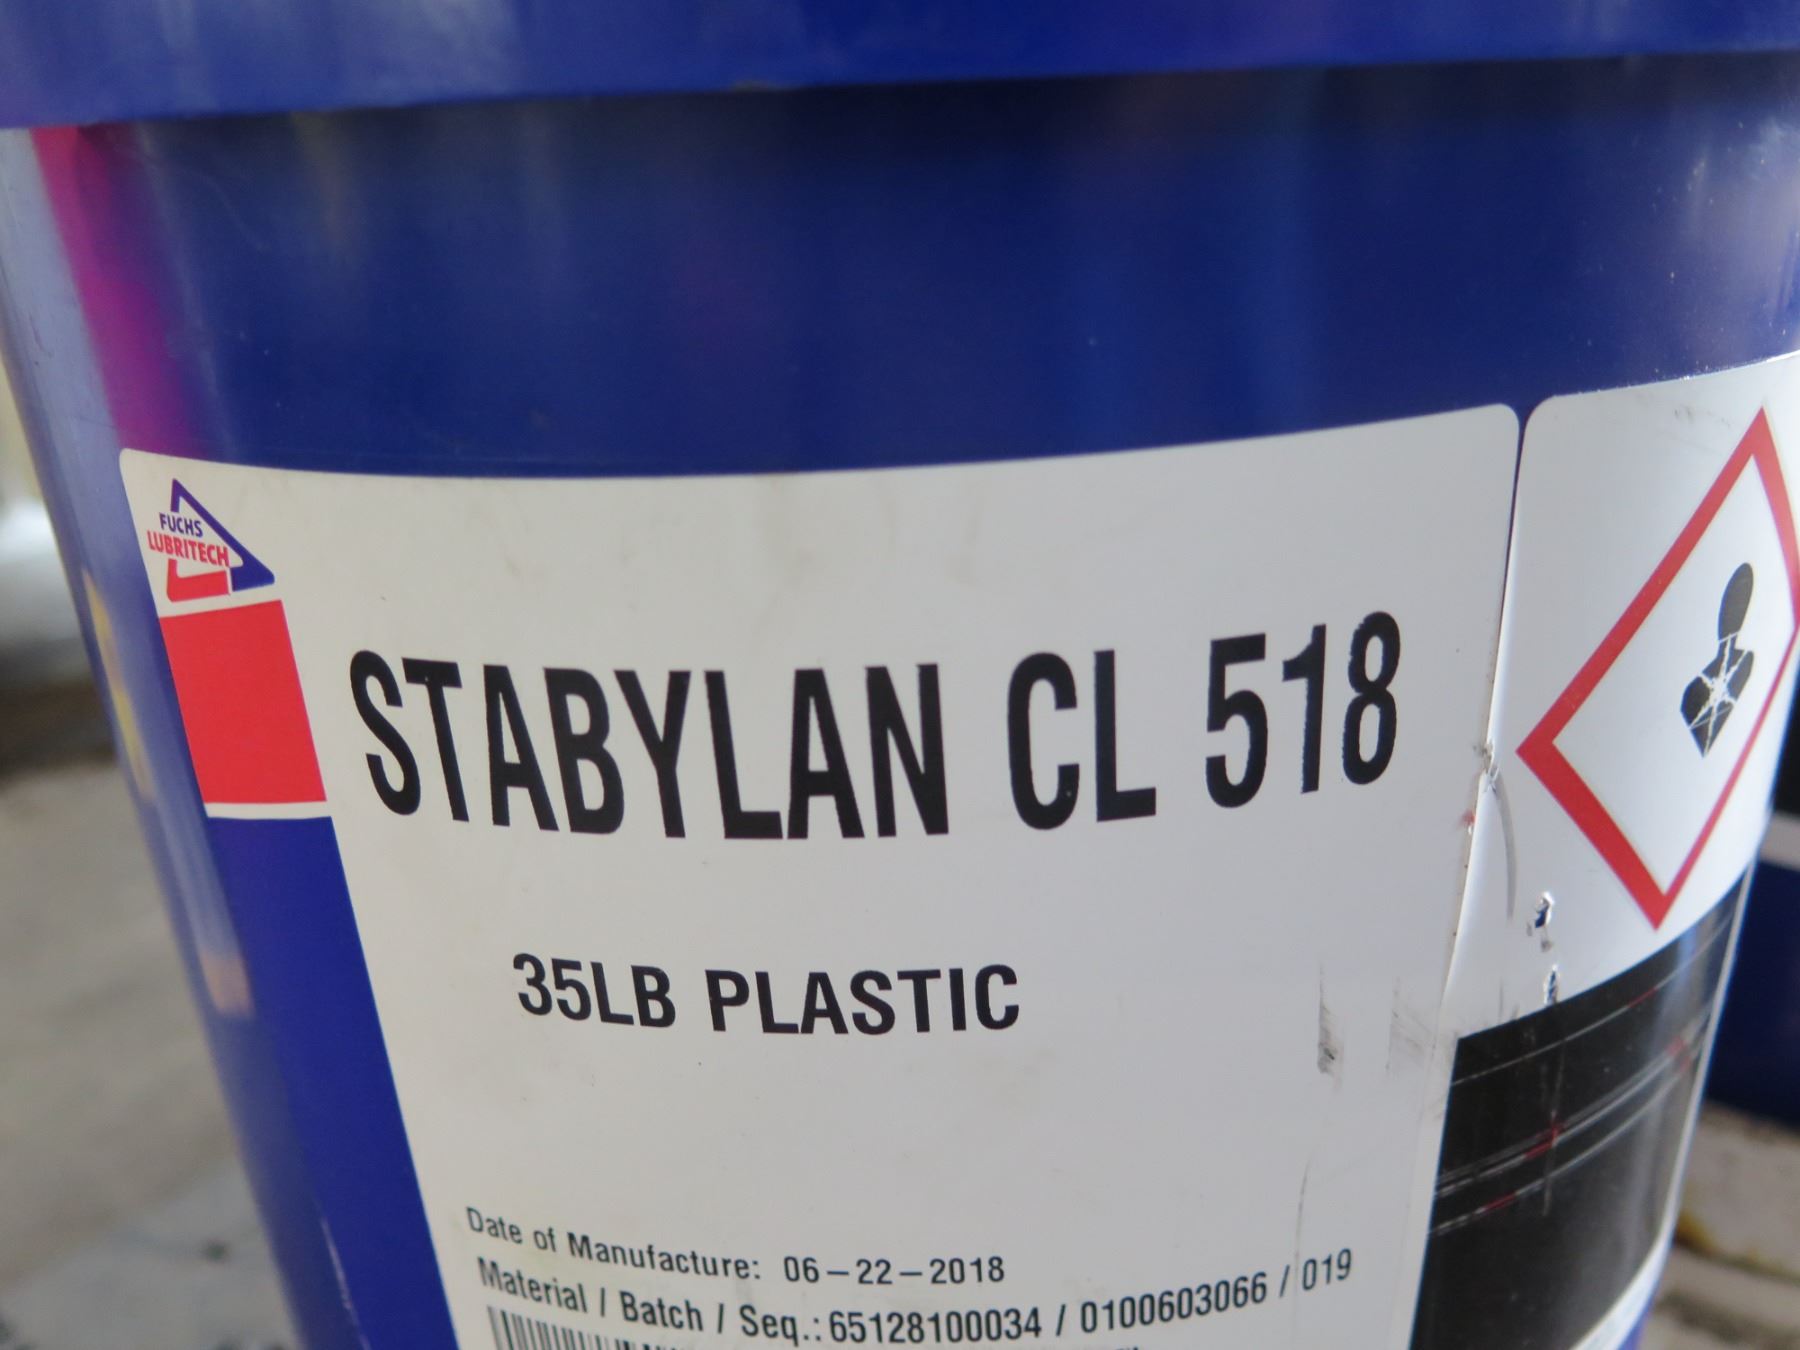 FUCHS
LUBRITECH
STABYLAN CL 518
35LB PLASTIC
Date of Manufacture: 06-22-2018
Material / Batch / Seq.: 65128100034 / 0100603066 / 019